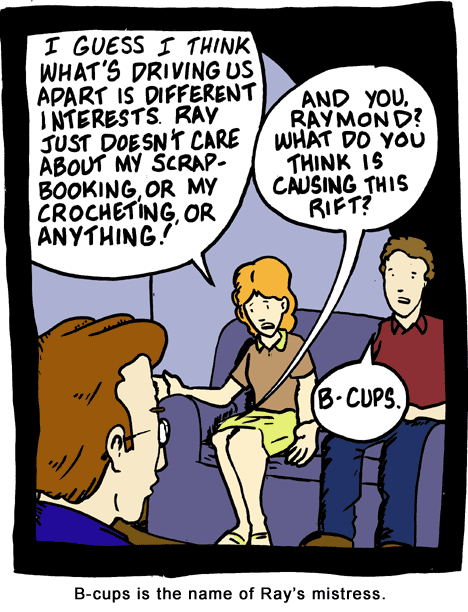 I GUESS I THINK
WHAT'S DRIVING US
APART IS DIFFERENT
INTERESTS. RAY
JUST DOESN'T CARE
ABOUT MY SCRAP-
BOOKING, OR MY
CROCHETING, OR
ANYTHING!
AND YOU,
RAYMOND?
WHAT DO YOU
THINK IS
CAUSING THIS
RIFT?
B-CUPS.
B-cups is the name of Ray's mistress.